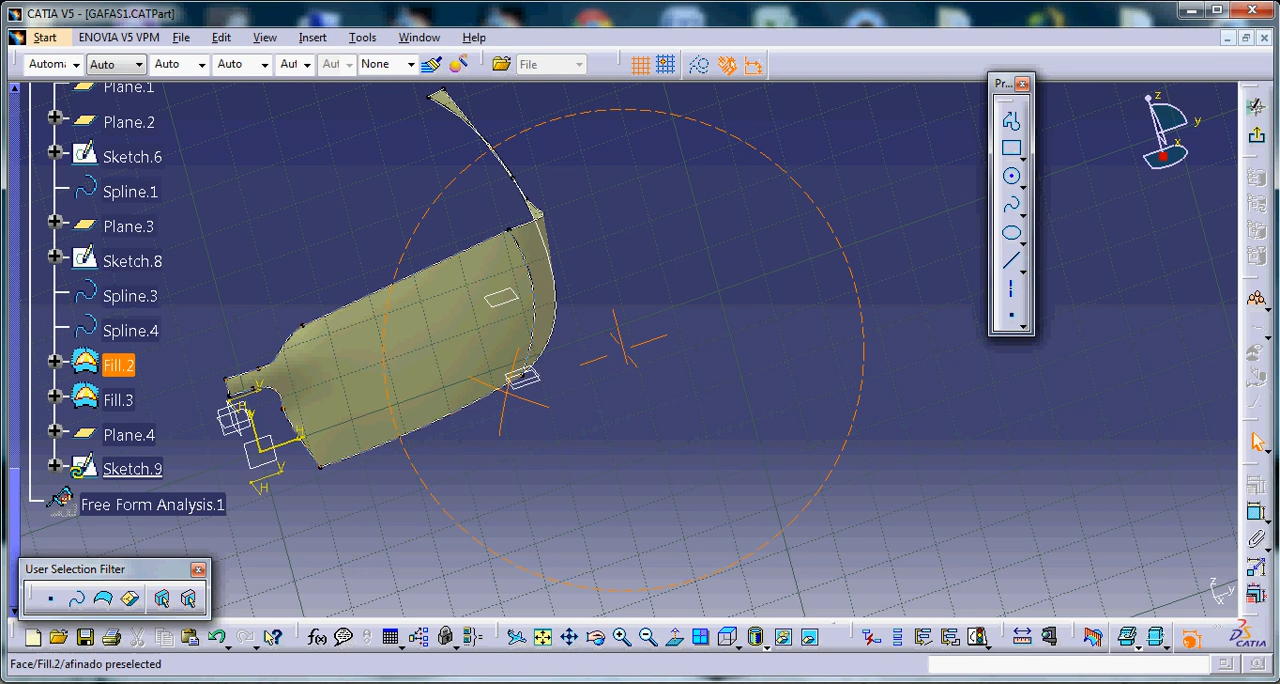 CATIA V5 - [GAFAS1.CATPart]
Start ENOVIA V5 VPM File Edit View Insert Tools Window Help
Automa Auto Auto Auto Aut Aut None File
Plane.1
Plane.2
Sketch.6
Spline.1
Plane.3
Sketch.8
Spline.3
Spline.4
Fill.2
Fill.3
Plane.4
Sketch.9
Free Form Analysis.1
Pr...
z
y
x
V
H
V
H
User Selection Filter
z
y
x
f(x)
CATIA
Face/Fill.2/afinado preselected